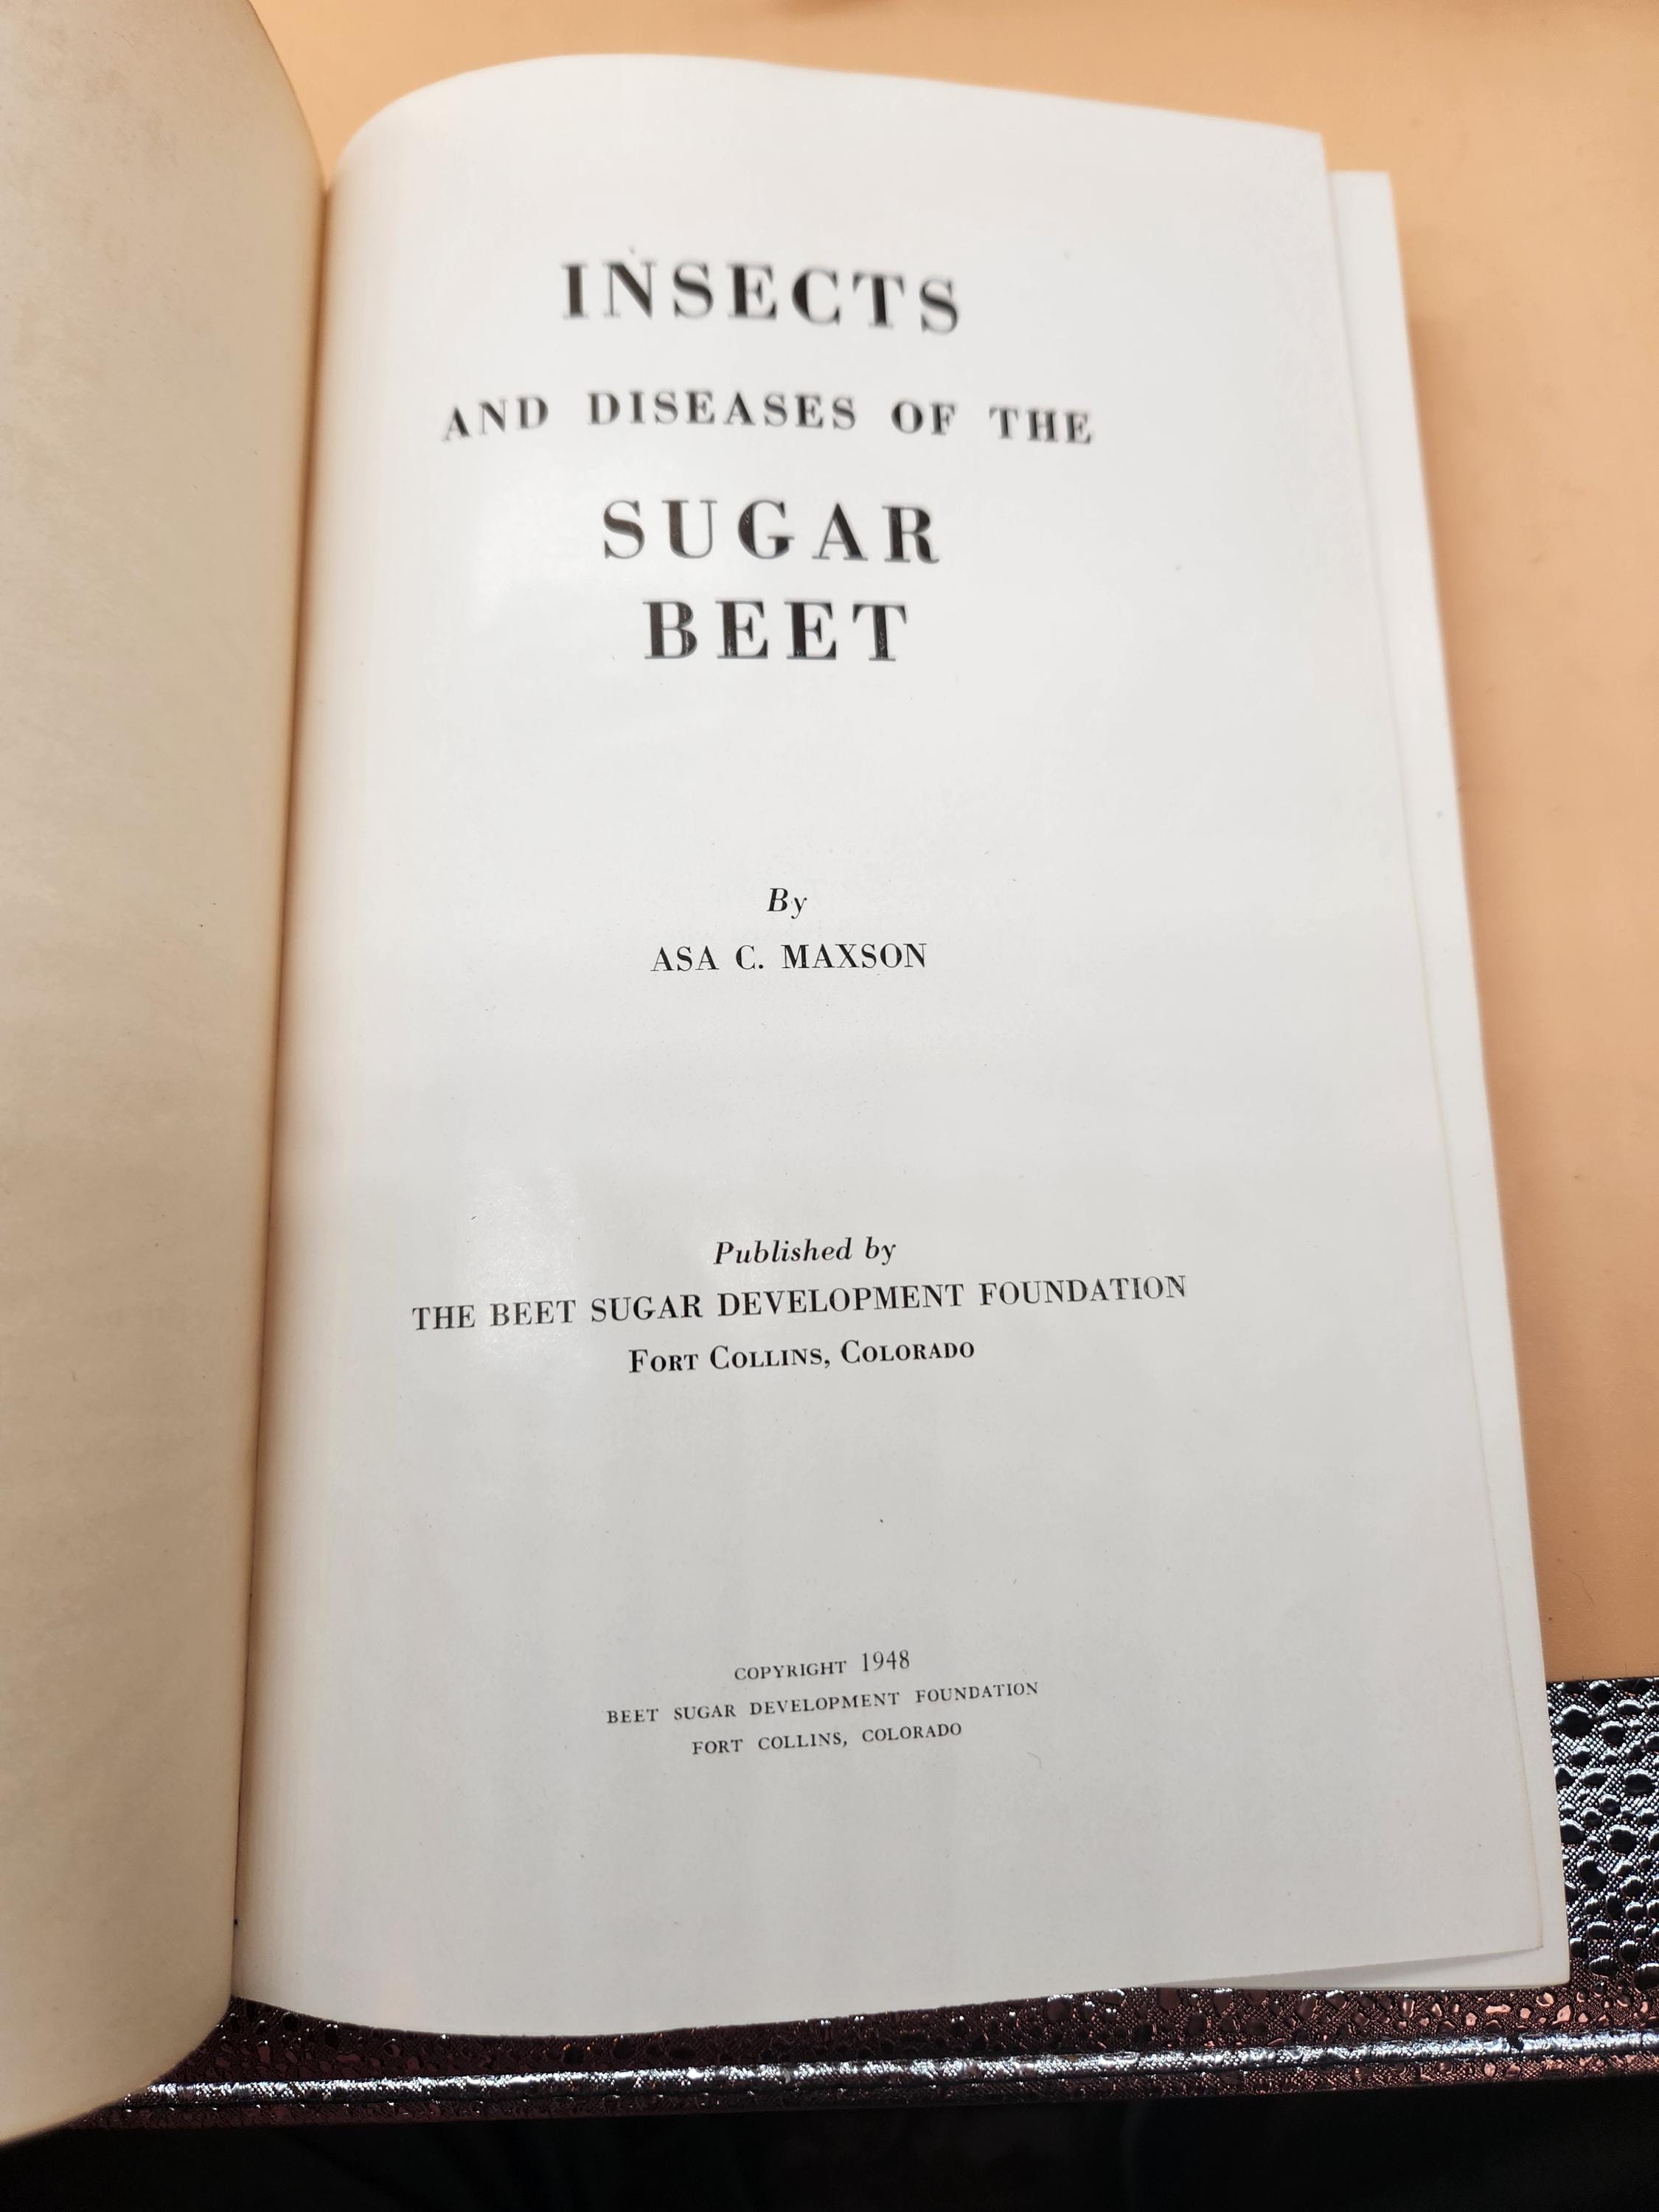 INSECTS
AND DISEASES OF THE
SUGAR
BEET
By
ASA C. MAXSON
Published by
THE BEET SUGAR DEVELOPMENT FOUNDATION
FORT COLLINS, COLORADO
COPYRIGHT 1948
BEET SUGAR DEVELOPMENT FOUNDATION
FORT COLLINS, COLORADO